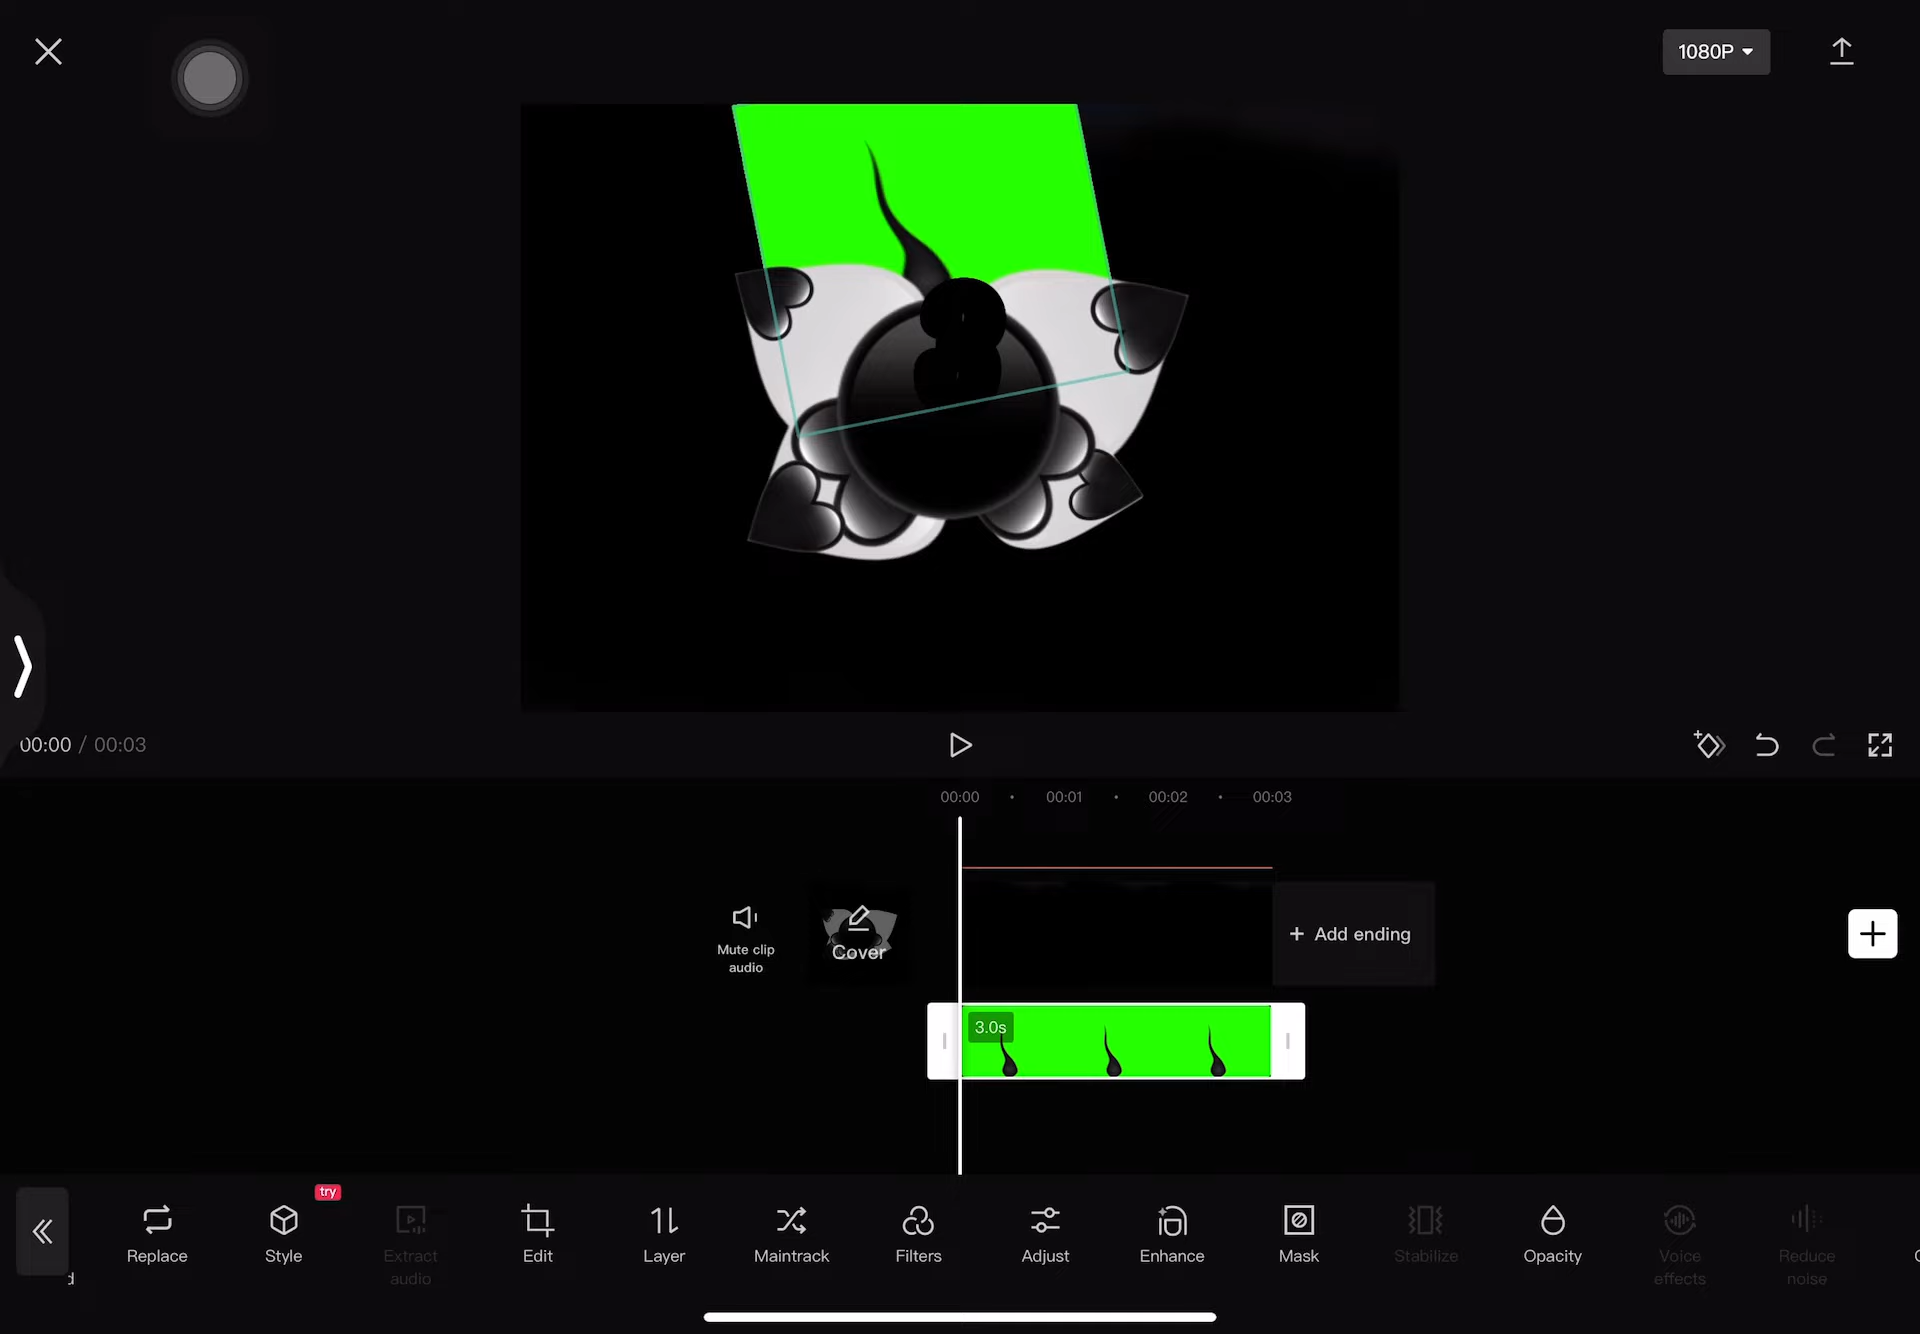 1080P
00:00 / 00:03
00:00 00:01 00:02 00:03
Mute clip
audio
Cover
+ Add ending
3.0s
try
d
Replace Style Extract
audio Edit Layer Maintrack Filters Adjust Enhance Mask Stabilize Opacity Voice
effects Reduce
noise